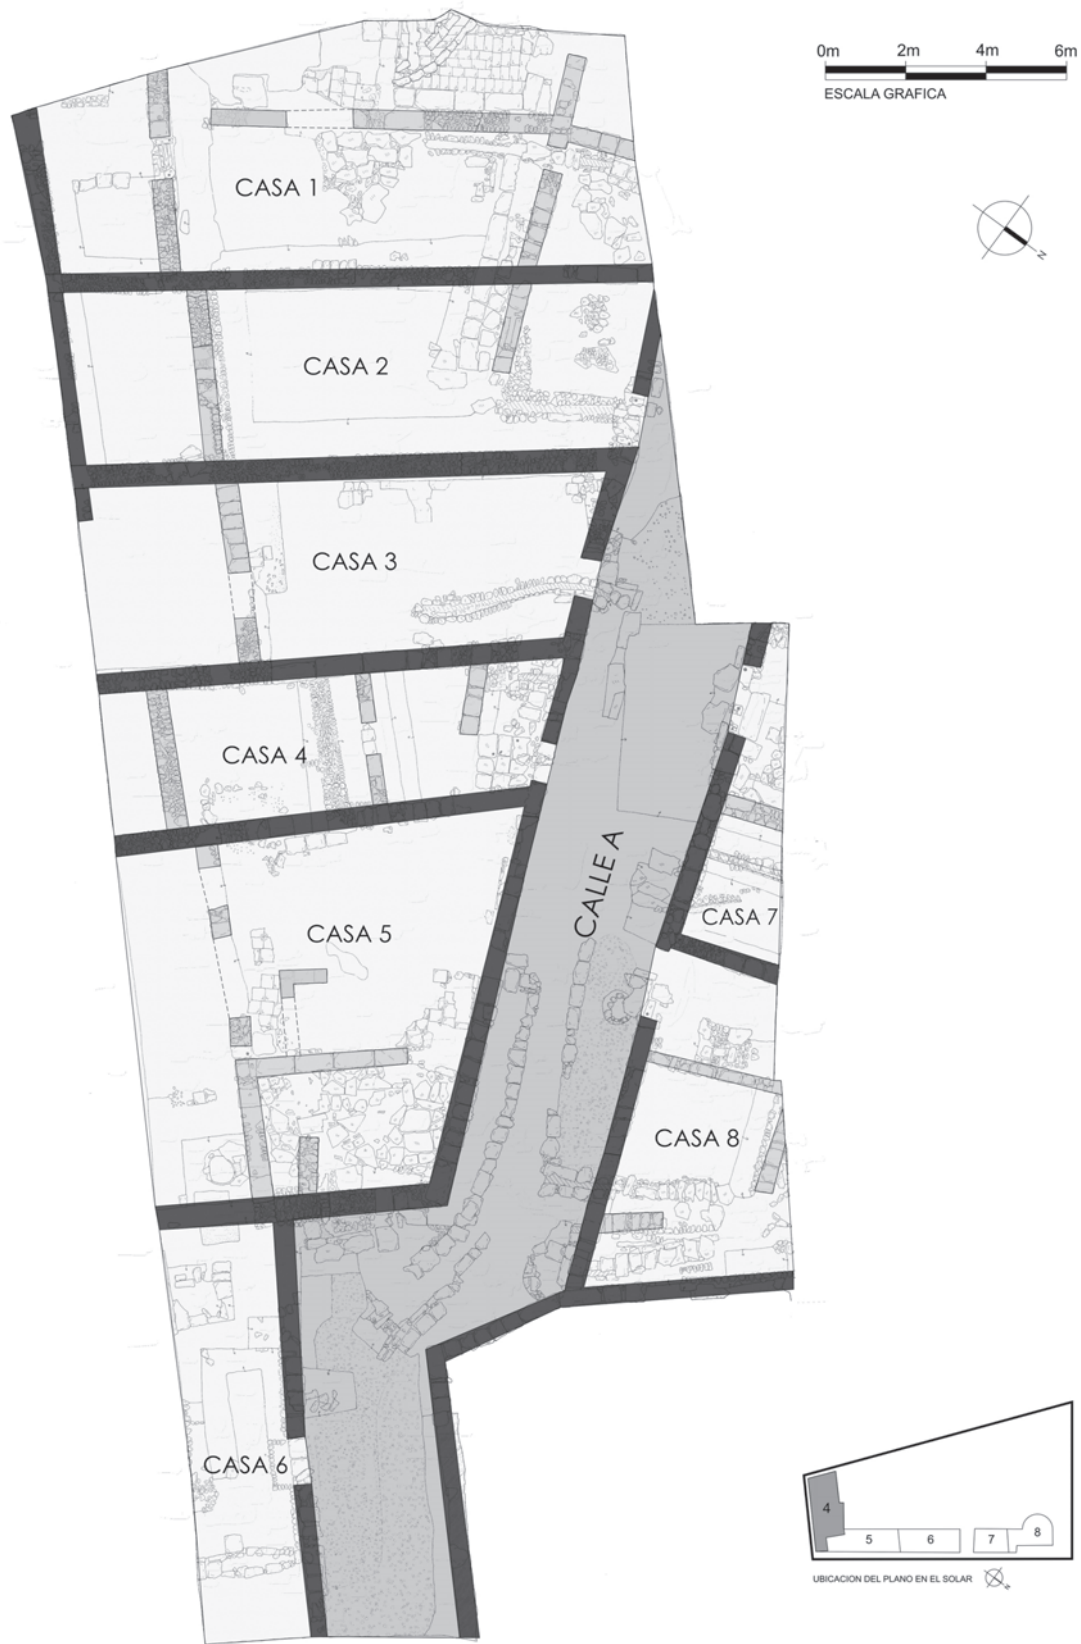 0m 2m 4m 6m
ESCALA GRAFICA
N
CASA 1
CASA 2
CASA 3
CASA 4
CASA 5
CALLE A
CASA 7
CASA 8
CASA 6
4
5 6 7 8
UBICACION DEL PLANO EN EL SOLAR
N